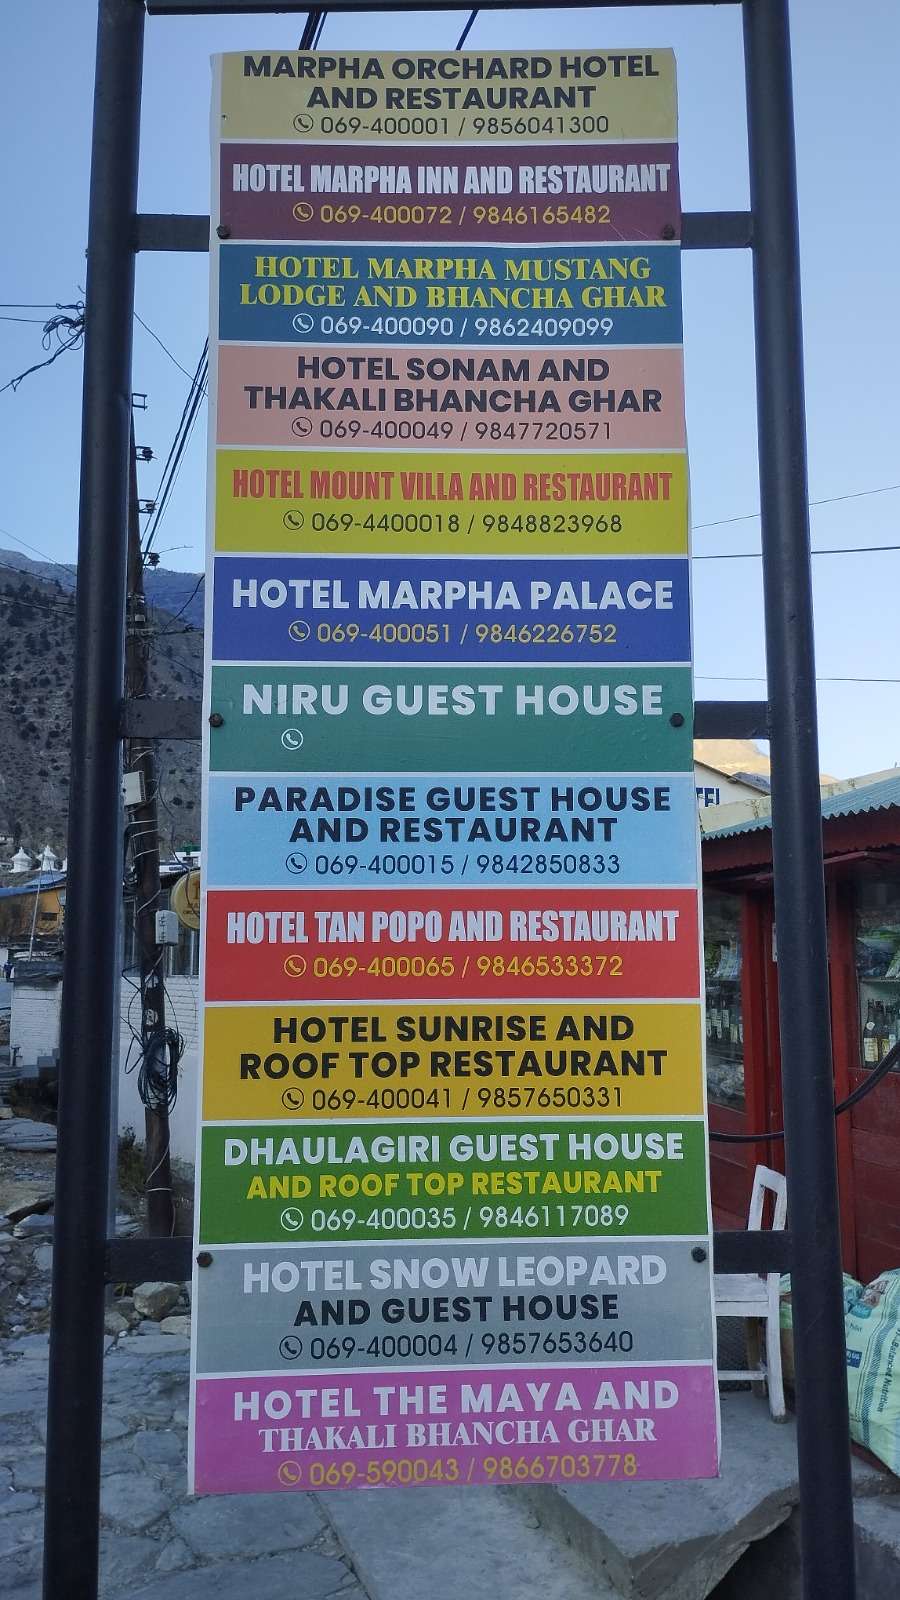 MARPHA ORCHARD HOTEL
AND RESTAURANT
069-400001 / 9856041300
HOTEL MARPHA INN AND RESTAURANT
069-400072 / 9846165482
HOTEL MARPHA MUSTANG
LODGE AND BHANCHA GHAR
069-400090 / 9862409099
HOTEL SONAM AND
THAKALI BHANCHA GHAR
069-400049 / 9847720571
HOTEL MOUNT VILLA AND RESTAURANT
069-4400018 / 9848823968
HOTEL MARPHA PALACE
069-400051 / 9846226752
NIRU GUEST HOUSE
PARADISE GUEST HOUSE
AND RESTAURANT
069-400015 / 9842850833
HOTEL TAN POPO AND RESTAURANT
069-400065 / 9846533372
HOTEL SUNRISE AND
ROOF TOP RESTAURANT
069-400041 / 9857650331
DHAULAGIRI GUEST HOUSE
AND ROOF TOP RESTAURANT
069-400035 / 9846117089
HOTEL SNOW LEOPARD
AND GUEST HOUSE
069-400004 / 9857653640
HOTEL THE MAYA AND
THAKALI BHANCHA GHAR
069-590043 / 9866703778
TEL
Balanced Nutrition